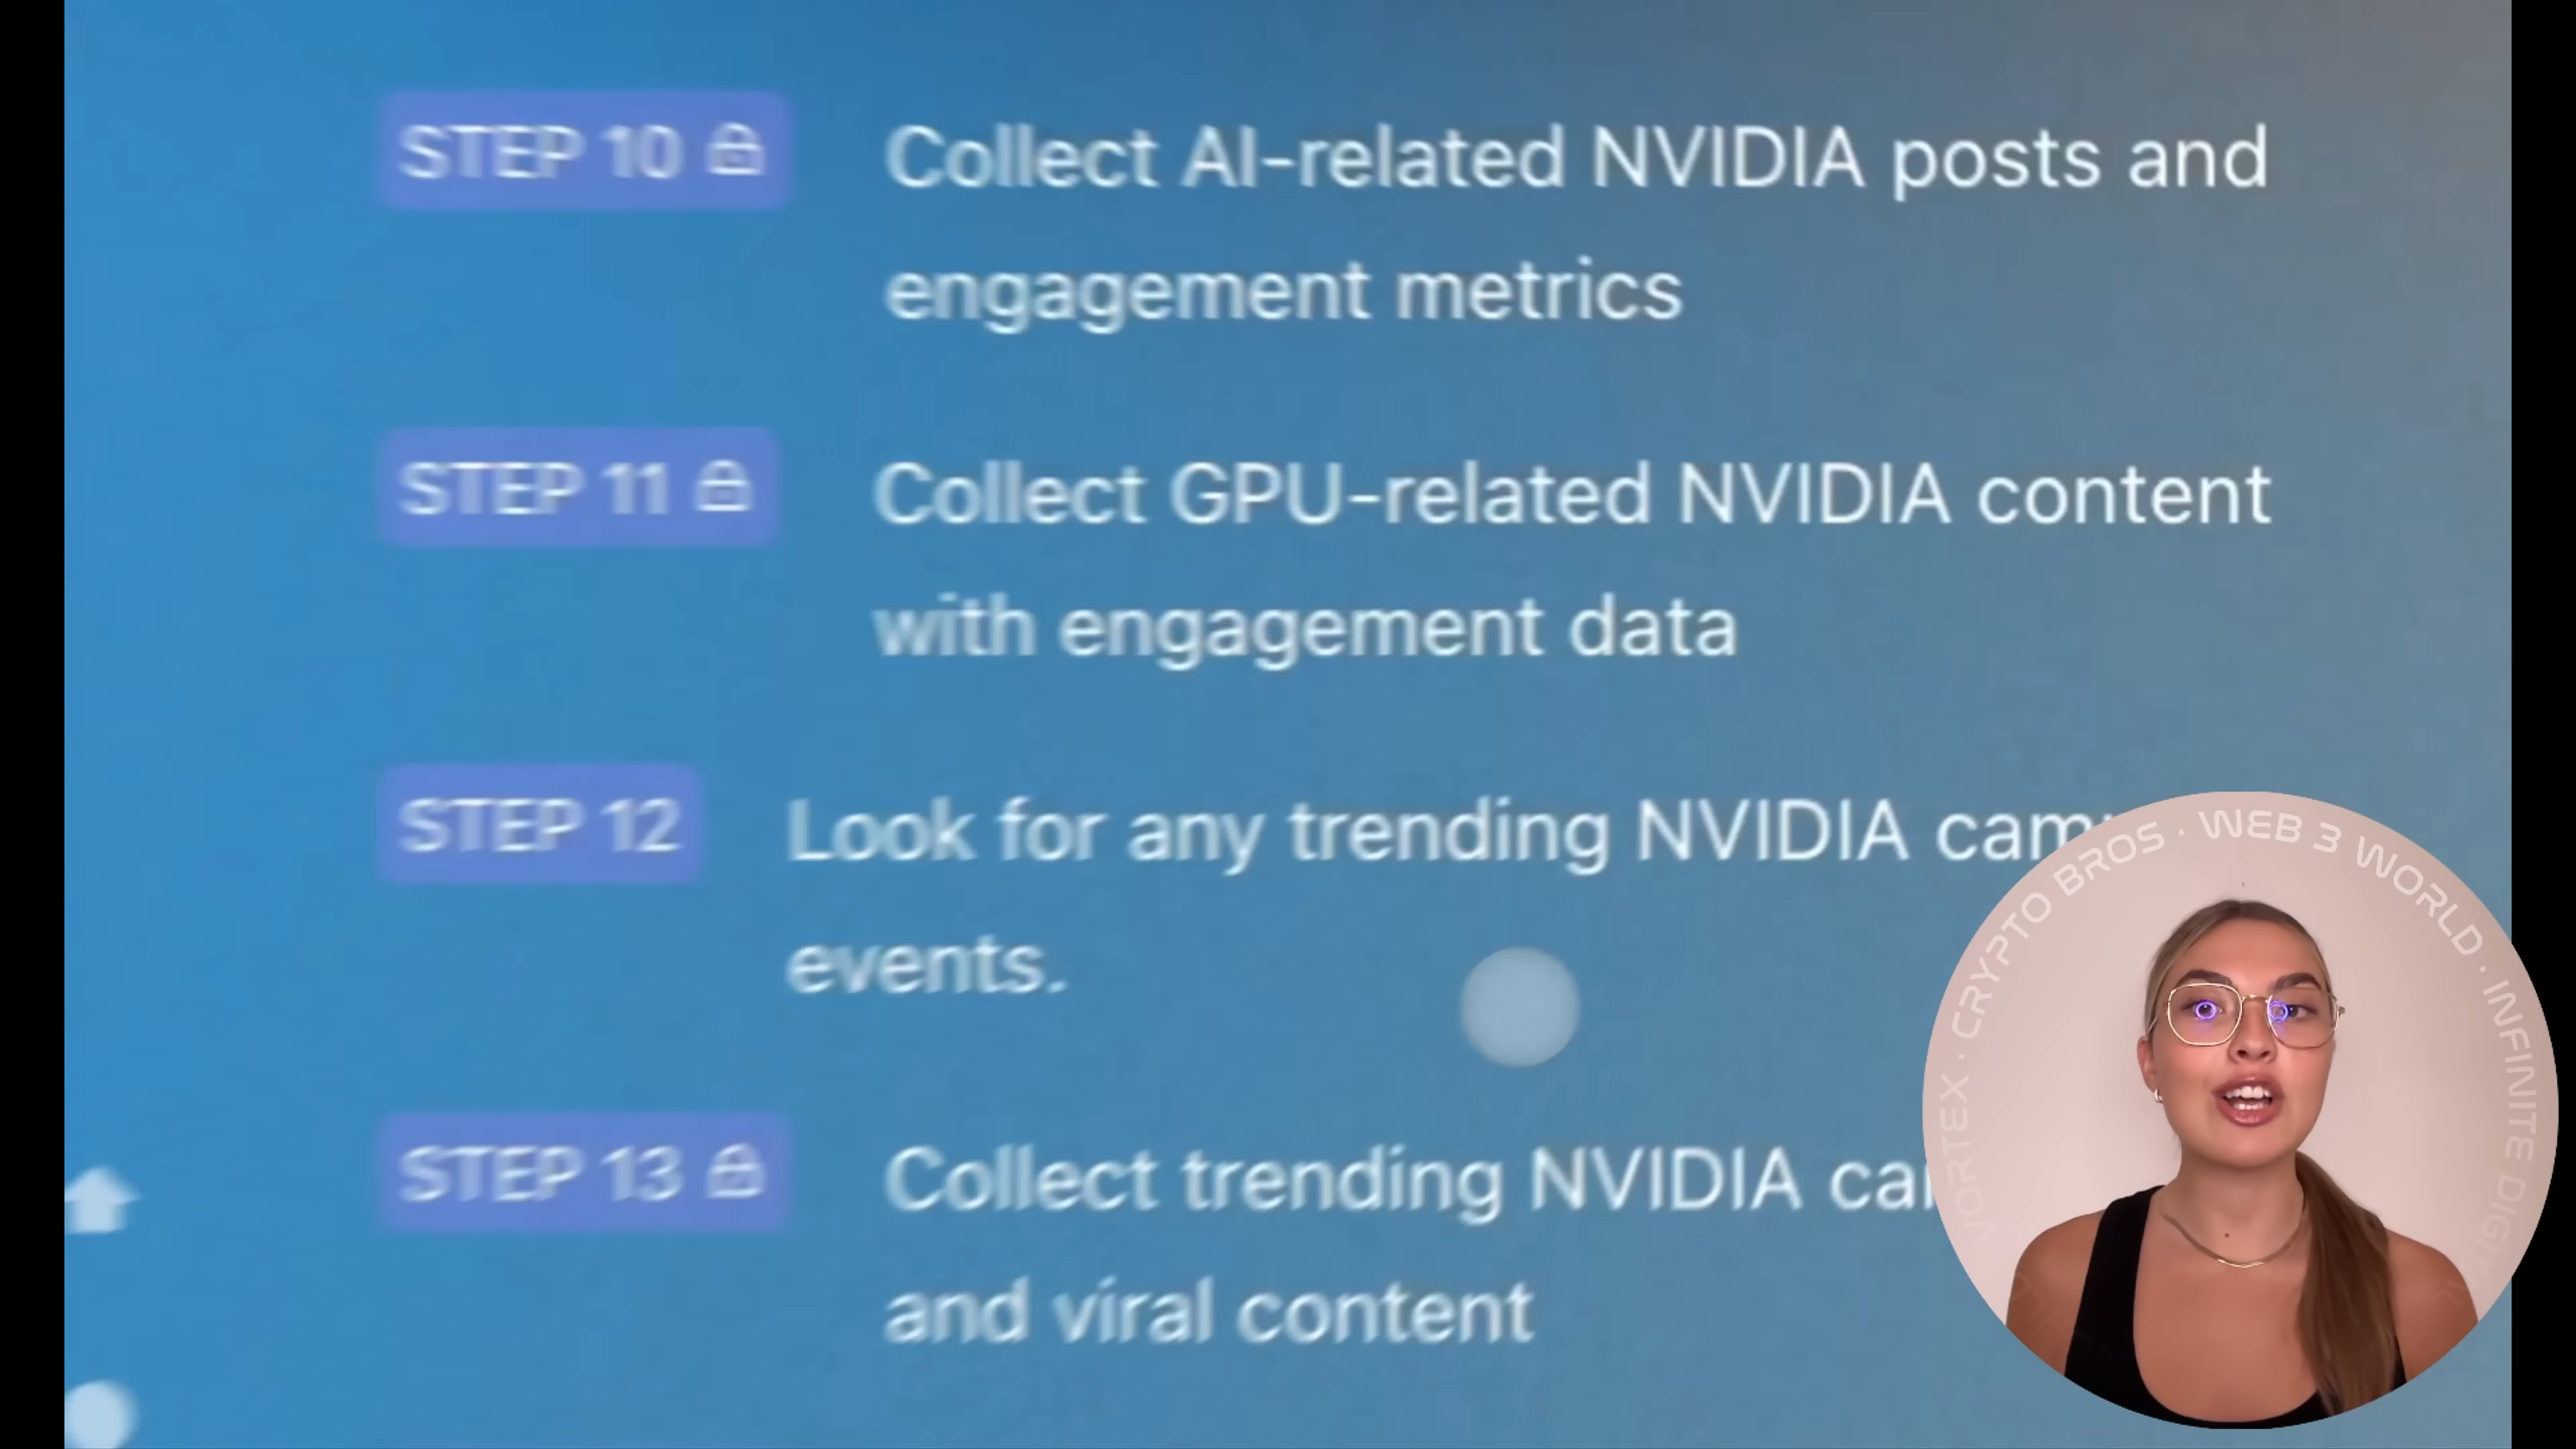 STEP 10 Collect AI-related NVIDIA posts and
engagement metrics
STEP 11 Collect GPU-related NVIDIA content
with engagement data
STEP 12 Look for any trending NVIDIA
events.
STEP 13 Collect trending NVIDIA
and viral content
VORTEX · CRYPTO BROS · WEB 3 WORLD · INFINITE